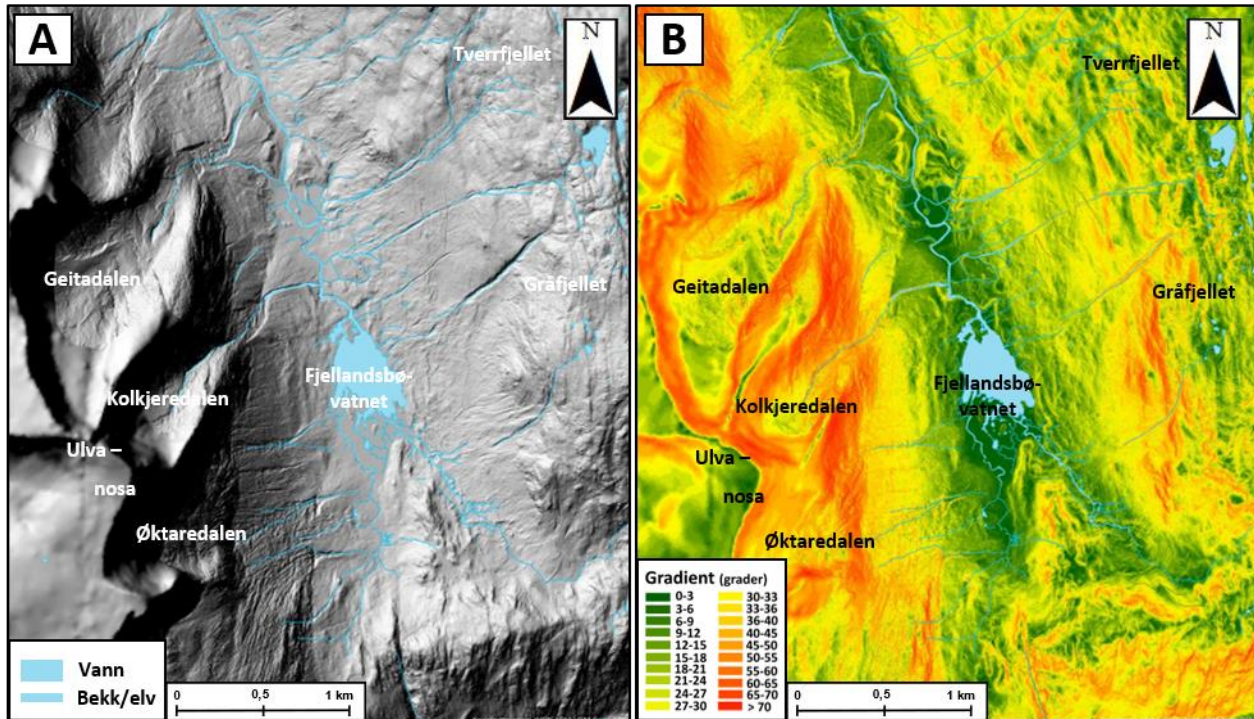 A
N
Tverrfjellet
Geitadalen
Gråfjellet
Fjellandsbø-
vatnet
Kolkjeredalen
Ulva –
nosa
Øktaredalen
Vann
Bekk/elv
0 0,5 1 km
B
N
Tverrfjellet
Geitadalen
Gråfjellet
Fjellandsbø-
vatnet
Kolkjeredalen
Ulva –
nosa
Øktaredalen
Gradient (grader)
0-3 30-33
3-6 33-36
6-9 36-40
9-12 40-45
12-15 45-50
15-18 50-55
18-21 55-60
21-24 60-65
24-27 65-70
27-30 > 70
0 0,5 1 km